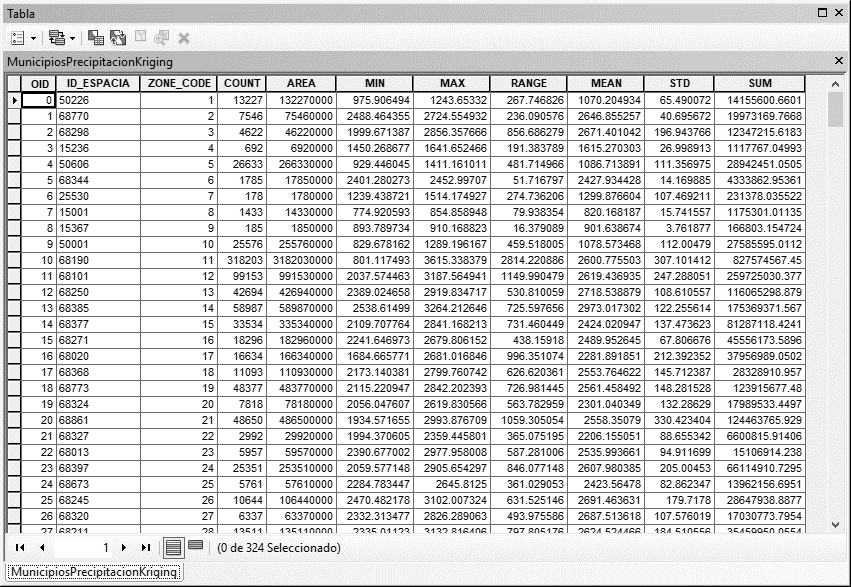 Tabla
MunicipiosPrecipitacionKriging
OID ID_ESPACIA ZONE_CODE COUNT AREA MIN MAX RANGE MEAN STD SUM
0 50226 1 13227 132270000 975.906494 1243.65332 267.746826 1070.204934 65.490072 14155600.6601
1 68770 2 7546 75460000 2488.464355 2724.554932 236.090576 2646.855257 40.695672 19973169.7668
2 68298 3 4622 46220000 1999.671387 2856.357666 856.686279 2671.401042 196.943766 12347215.6183
3 15236 4 692 6920000 1450.268677 1641.652466 191.383789 1615.270303 26.998913 1117767.04993
4 50606 5 26633 266330000 929.446045 1411.161011 481.714966 1086.713891 111.356975 28942451.0505
5 68344 6 1785 17850000 2401.280273 2452.99707 51.716797 2427.934428 14.169885 4333862.95361
6 25530 7 178 1780000 1239.438721 1514.174927 274.736206 1299.876604 107.469211 231378.035522
7 15001 8 1433 14330000 774.920593 854.858948 79.938354 820.168187 15.741557 1175301.01135
8 15367 9 185 1850000 893.789734 910.168823 16.379089 901.638674 3.761877 166803.154724
9 50001 10 25576 255760000 829.678162 1289.196167 459.518005 1078.573468 112.00479 27585595.0112
10 68190 11 318203 3182030000 801.117493 3615.338379 2814.220886 2600.775503 307.101412 827574567.45
11 68101 12 99153 991530000 2037.574463 3187.564941 1149.990479 2619.436935 247.288051 259725030.377
12 68250 13 42694 426940000 2389.024658 2919.834717 530.810059 2718.538879 108.610557 116065298.879
13 68385 14 58987 589870000 2538.61499 3264.212646 725.597656 2973.017302 122.255614 175369371.567
14 68377 15 33534 335340000 2109.707764 2841.168213 731.460449 2424.020947 137.473623 81287118.4241
15 68271 16 18296 182960000 2241.646973 2679.806152 438.15918 2489.952645 67.806676 45556173.5896
16 68020 17 16634 166340000 1684.665771 2681.016846 996.351074 2281.891851 212.392352 37956989.0502
17 68368 18 11093 110930000 2173.140381 2799.760742 626.620361 2553.764622 145.712387 28328910.957
18 68773 19 48377 483770000 2115.220947 2842.202393 726.981445 2561.458492 148.281528 123915677.48
19 68324 20 7818 78180000 2056.047607 2619.830566 563.782959 2301.040349 132.28629 17989533.4497
20 68861 21 48650 486500000 1934.571655 2993.876709 1059.305054 2558.35079 330.423404 124463765.929
21 68327 22 2992 29920000 1994.370605 2359.445801 365.075195 2206.155051 88.655342 6600815.91406
22 68013 23 5957 59570000 2390.677002 2977.958008 587.281006 2535.993661 94.911699 15106914.238
23 68397 24 25351 253510000 2059.577148 2905.654297 846.077148 2607.980385 205.00453 66114910.7295
24 68673 25 5761 57610000 2284.783447 2645.8125 361.029053 2423.56478 82.862347 13962156.6951
25 68245 26 10644 106440000 2470.482178 3102.007324 631.525146 2691.463631 179.7178 28647938.8877
26 68320 27 6337 63370000 2332.313477 2826.289063 493.975586 2687.513618 107.576019 17030773.7954
27 68211 28 13511 135110000 2335.01123 3132.816406 797.805176 2624.524466 184.510556 35459950.0554
1 (0 de 324 Seleccionado)
MunicipiosPrecipitacionKriging